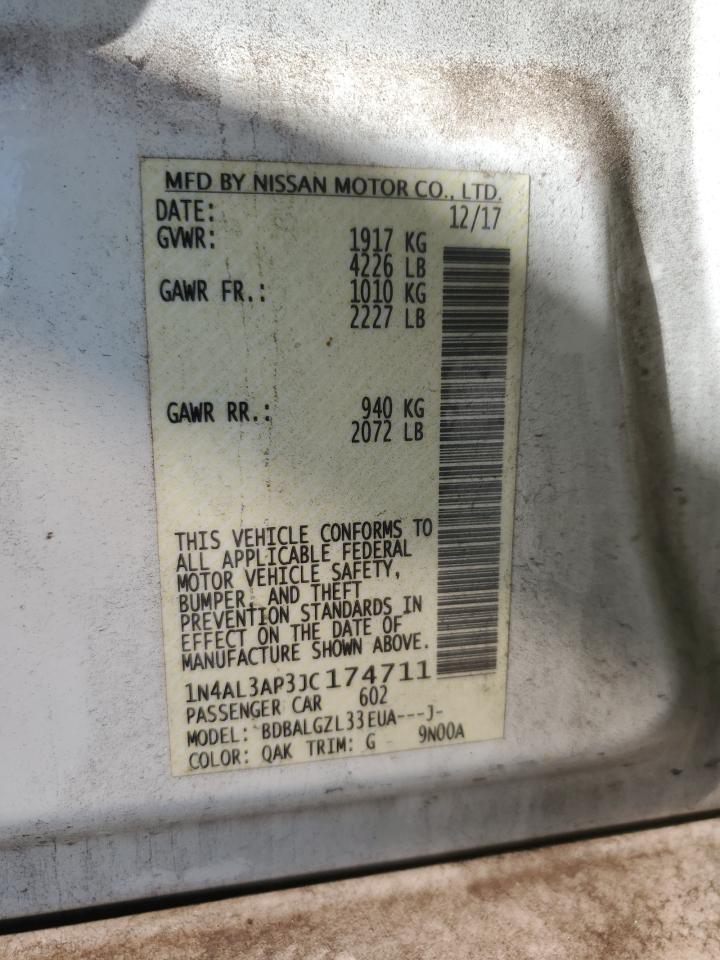 MFD BY NISSAN MOTOR CO., LTD.
DATE: 12/17
GVWR: 1917 KG
4226 LB
GAWR FR.: 1010 KG
2227 LB
GAWR RR.: 940 KG
2072 LB
THIS VEHICLE CONFORMS TO
ALL APPLICABLE FEDERAL
MOTOR VEHICLE SAFETY,
BUMPER, AND THEFT
PREVENTION STANDARDS IN
EFFECT ON THE DATE OF
MANUFACTURE SHOWN ABOVE.
1N4AL3AP3JC174711
PASSENGER CAR 602
MODEL: BDBALGZL33EUA---J-
COLOR: QAK TRIM: G 9N00A